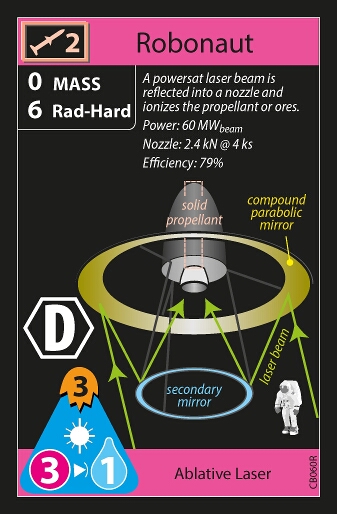 2
Robonaut
0 MASS
6 Rad-Hard
A powersat laser beam is
reflected into a nozzle and
ionizes the propellant or ores.
Power: 60 MWbeam
Nozzle: 2.4 kN @ 4 ks
Efficiency: 79%
solid
propellant
compound
parabolic
mirror
D
laser beam
secondary
mirror
3
3
1
Ablative Laser
CB060R